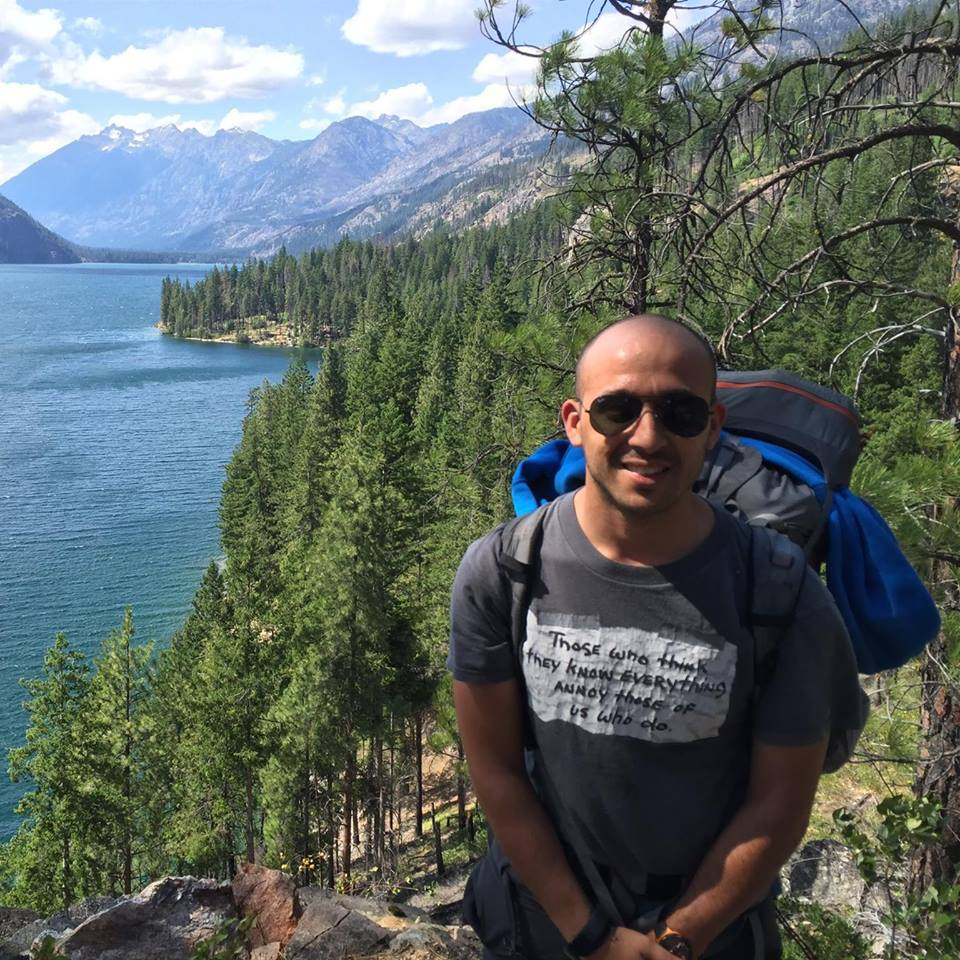 Those who think
they KNOW EVERYthing
ANNOY those of
us who do.